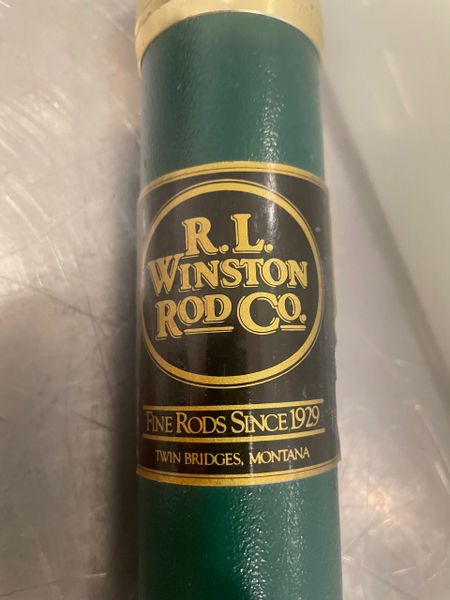 R. L.
WINSTON
ROD CO.
FINE RODS SINCE 1929
TWIN BRIDGES, MONTANA